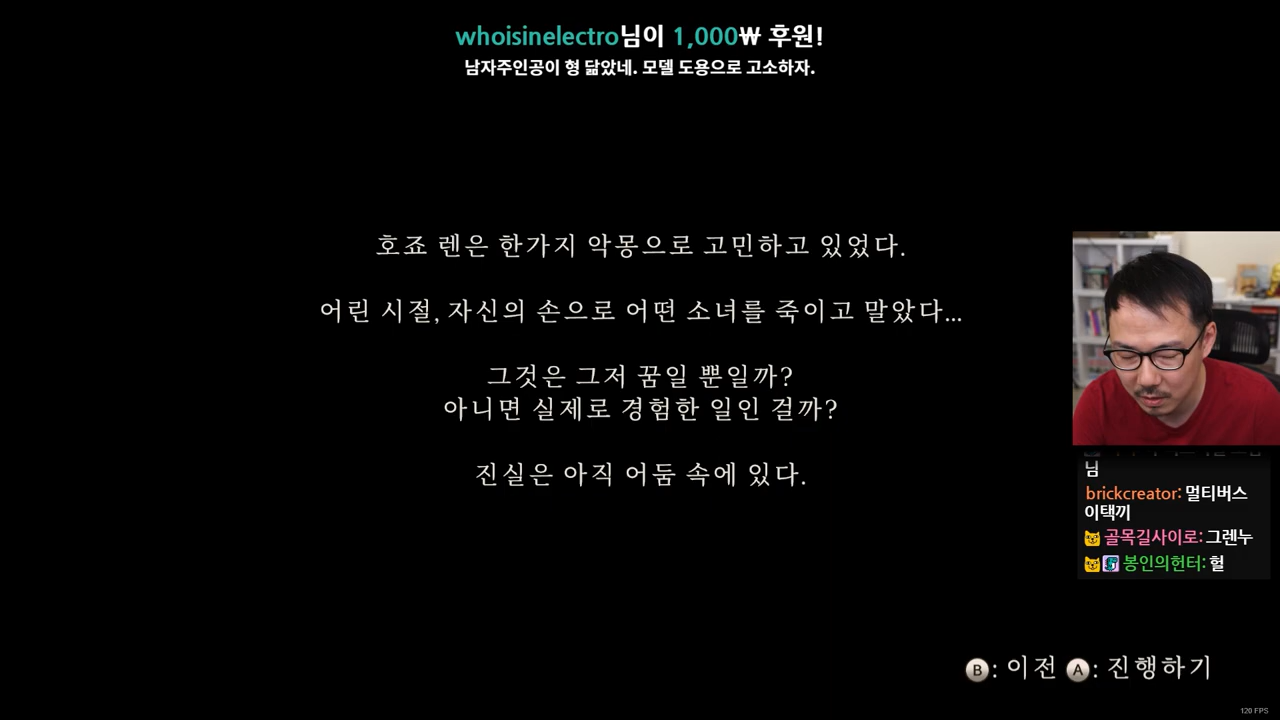 whoisinelectro님이 1,000₩ 후원!
남자주인공이 형 닮았네. 모델 도용으로 고소하자.
호죠 렌은 한가지 악몽으로 고민하고 있었다.
어린 시절, 자신의 손으로 어떤 소녀를 죽이고 말았다...
그것은 그저 꿈일 뿐일까?
아니면 실제로 경험한 일인 걸까?
진실은 아직 어둠 속에 있다.
님
brickcreator: 멀티버스
이택끼
골목길사이로: 그렌누
봉인의헌터: 헐
B: 이전 A: 진행하기
120 FPS